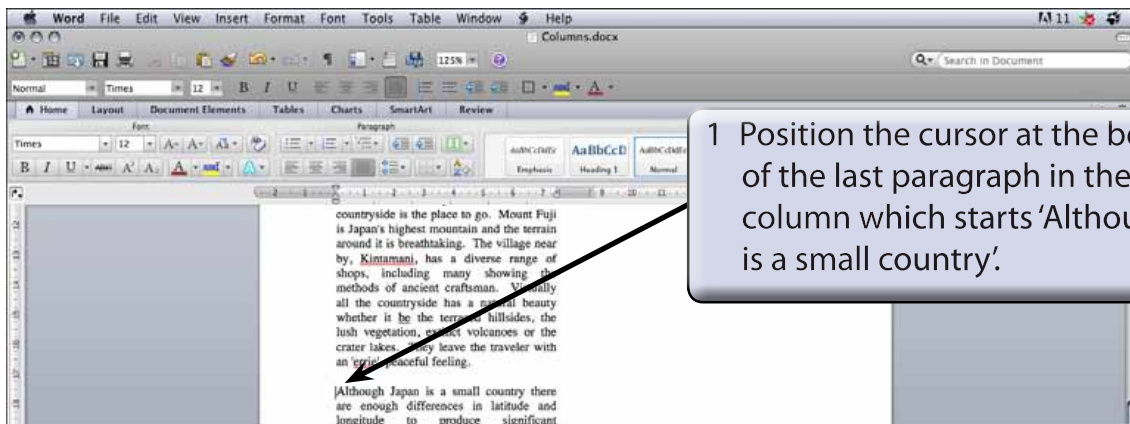 Word File Edit View Insert Format Font Tools Table Window Help
11
Columns.docx
125%
Search in Document
Normal Times 12 B I U
Home Layout Document Elements Tables Charts SmartArt Review
Font Paragraph
Times 12
B I U
Emphasis Heading 1 Normal
1 Position the cursor at the be
of the last paragraph in the
column which starts ‘Althou
is a small country’.
countryside is the place to go. Mount Fuji
is Japan's highest mountain and the terrain
around it is breathtaking. The village near
by, Kintamani, has a diverse range of
shops, including many showing the
methods of ancient craftsman. Virtually
all the countryside has a natural beauty
whether it be the terraced hillsides, the
lush vegetation, extinct volcanoes or the
crater lakes. They leave the traveler with
an 'errie' peaceful feeling.
Although Japan is a small country there
are enough differences in latitude and
longitude to produce significant